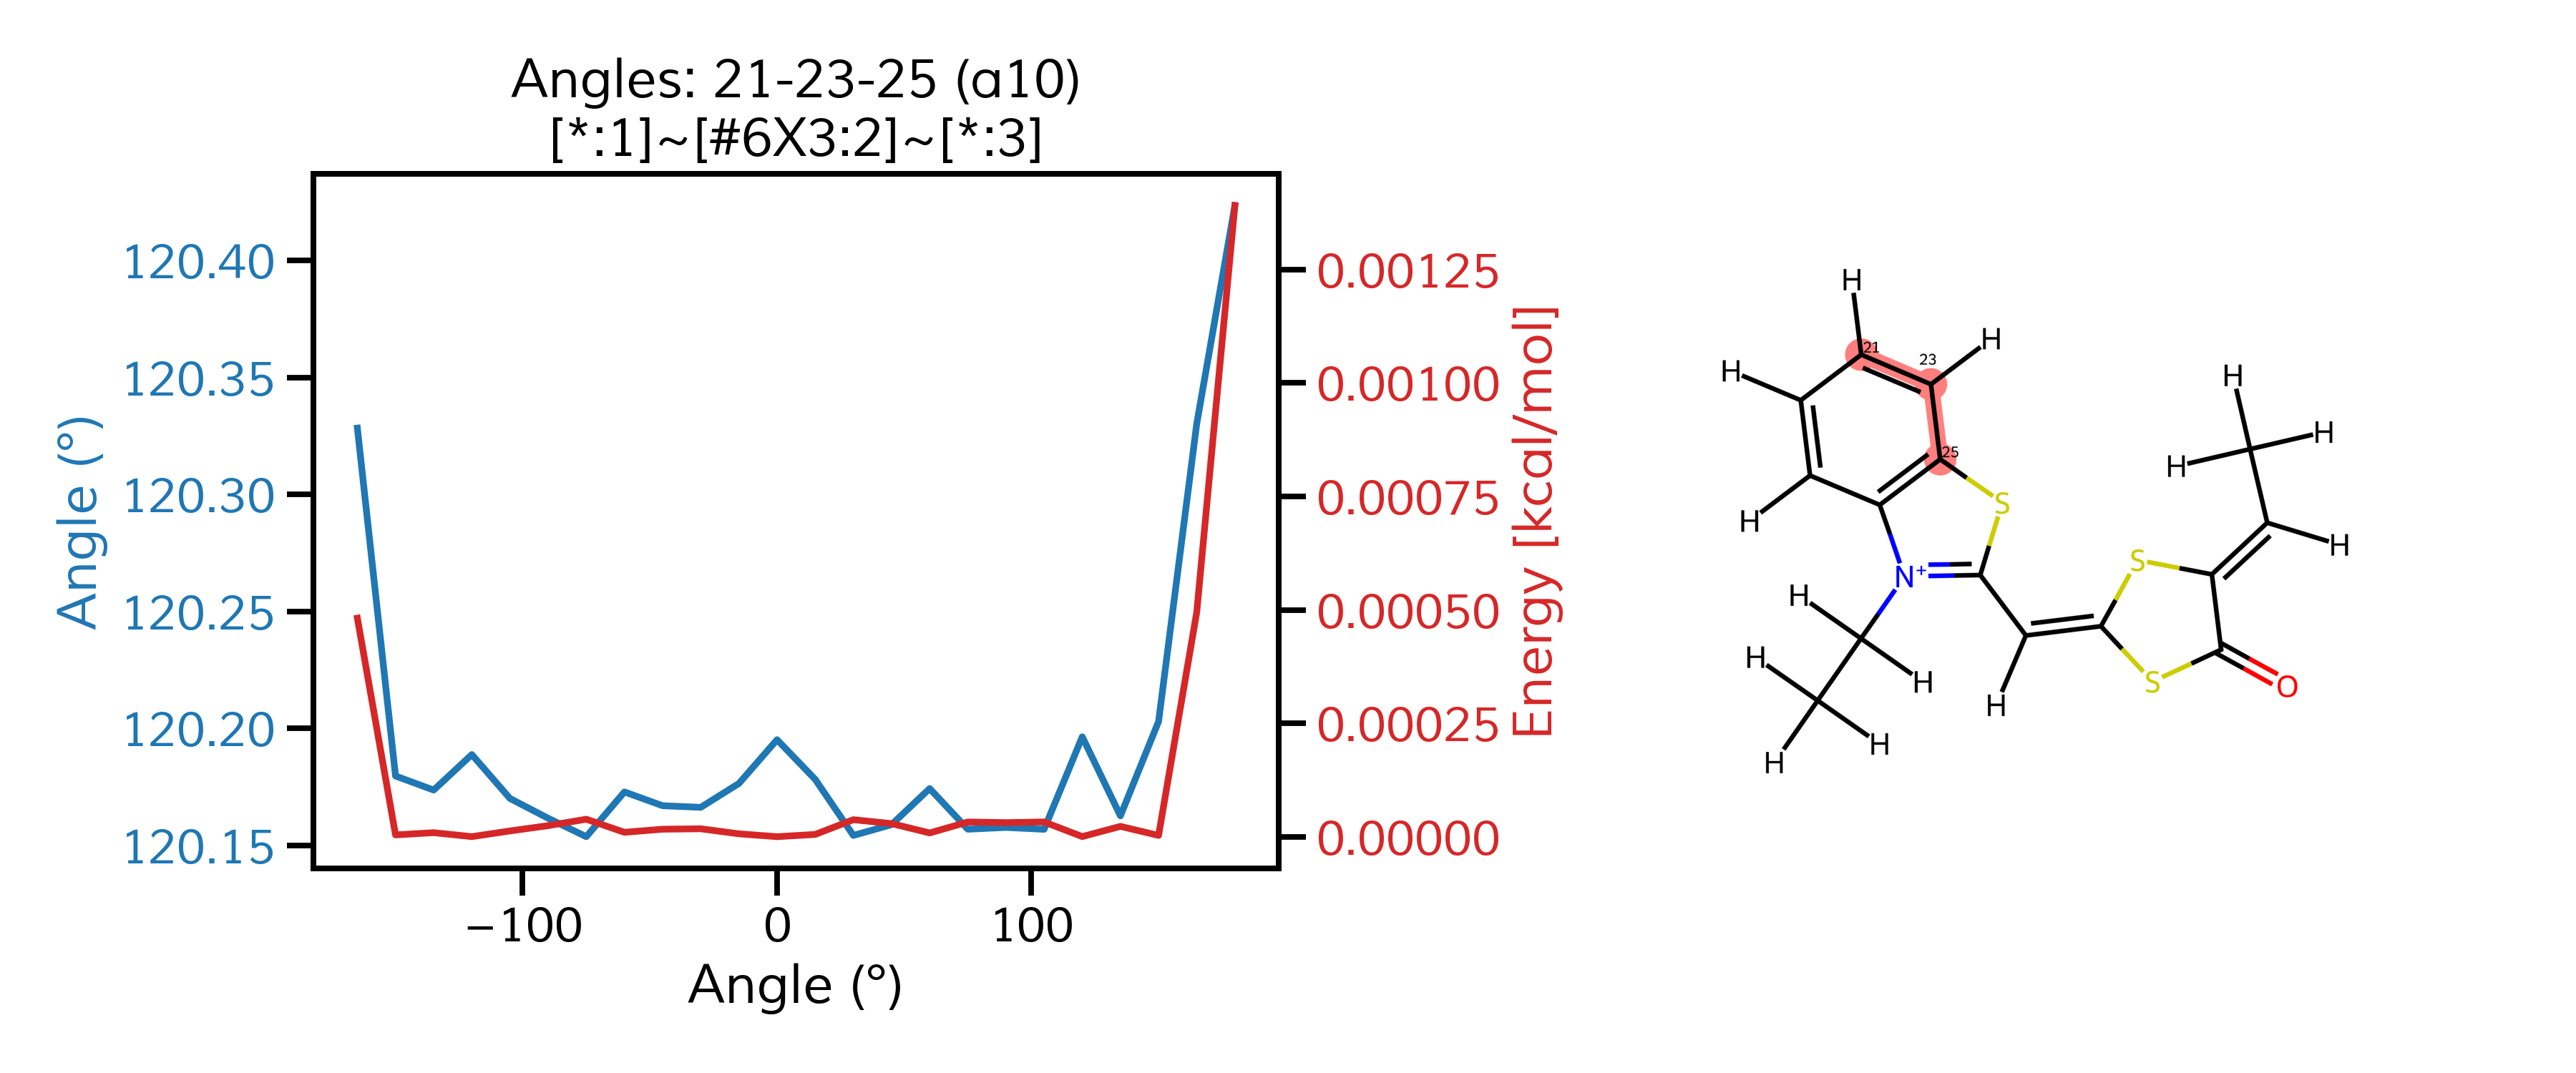 Angles: 21-23-25 (a10)
[*:1]~[#6X3:2]~[*:3]
Angle (°)
120.40
120.35
120.30
120.25
120.20
120.15
0.00125
0.00100
0.00075
0.00050
0.00025
0.00000
Energy [kcal/mol]
−100
0
100
Angle (°)
H
H
21
23
H
H
H
25
H
S
H
H
S
H
N⁺
H
H
H
S
O
H
H
H